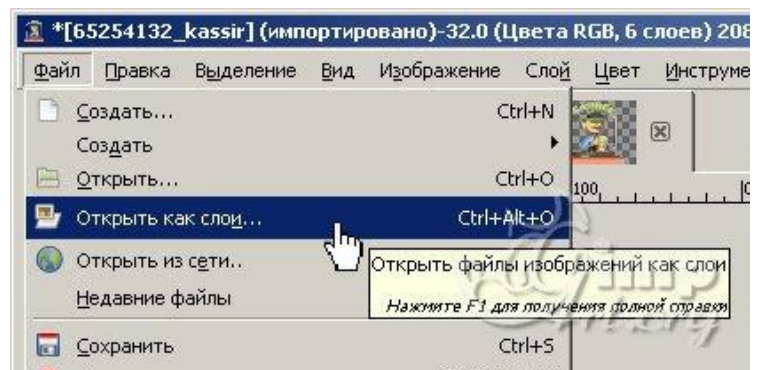 *[65254132_kassir] (импортировано)-32.0 (Цвета RGB, 6 слоев) 208
Файл Правка Выделение Вид Изображение Слой Цвет Инструме
Создать... Ctrl+N
Создать
Открыть... Ctrl+O
100
Открыть как слои... Ctrl+Alt+O
Открыть из сети..
Открыть файлы изображений как слои
Недавние файлы
Нажмите F1 для получения полной справки
Сохранить Ctrl+S